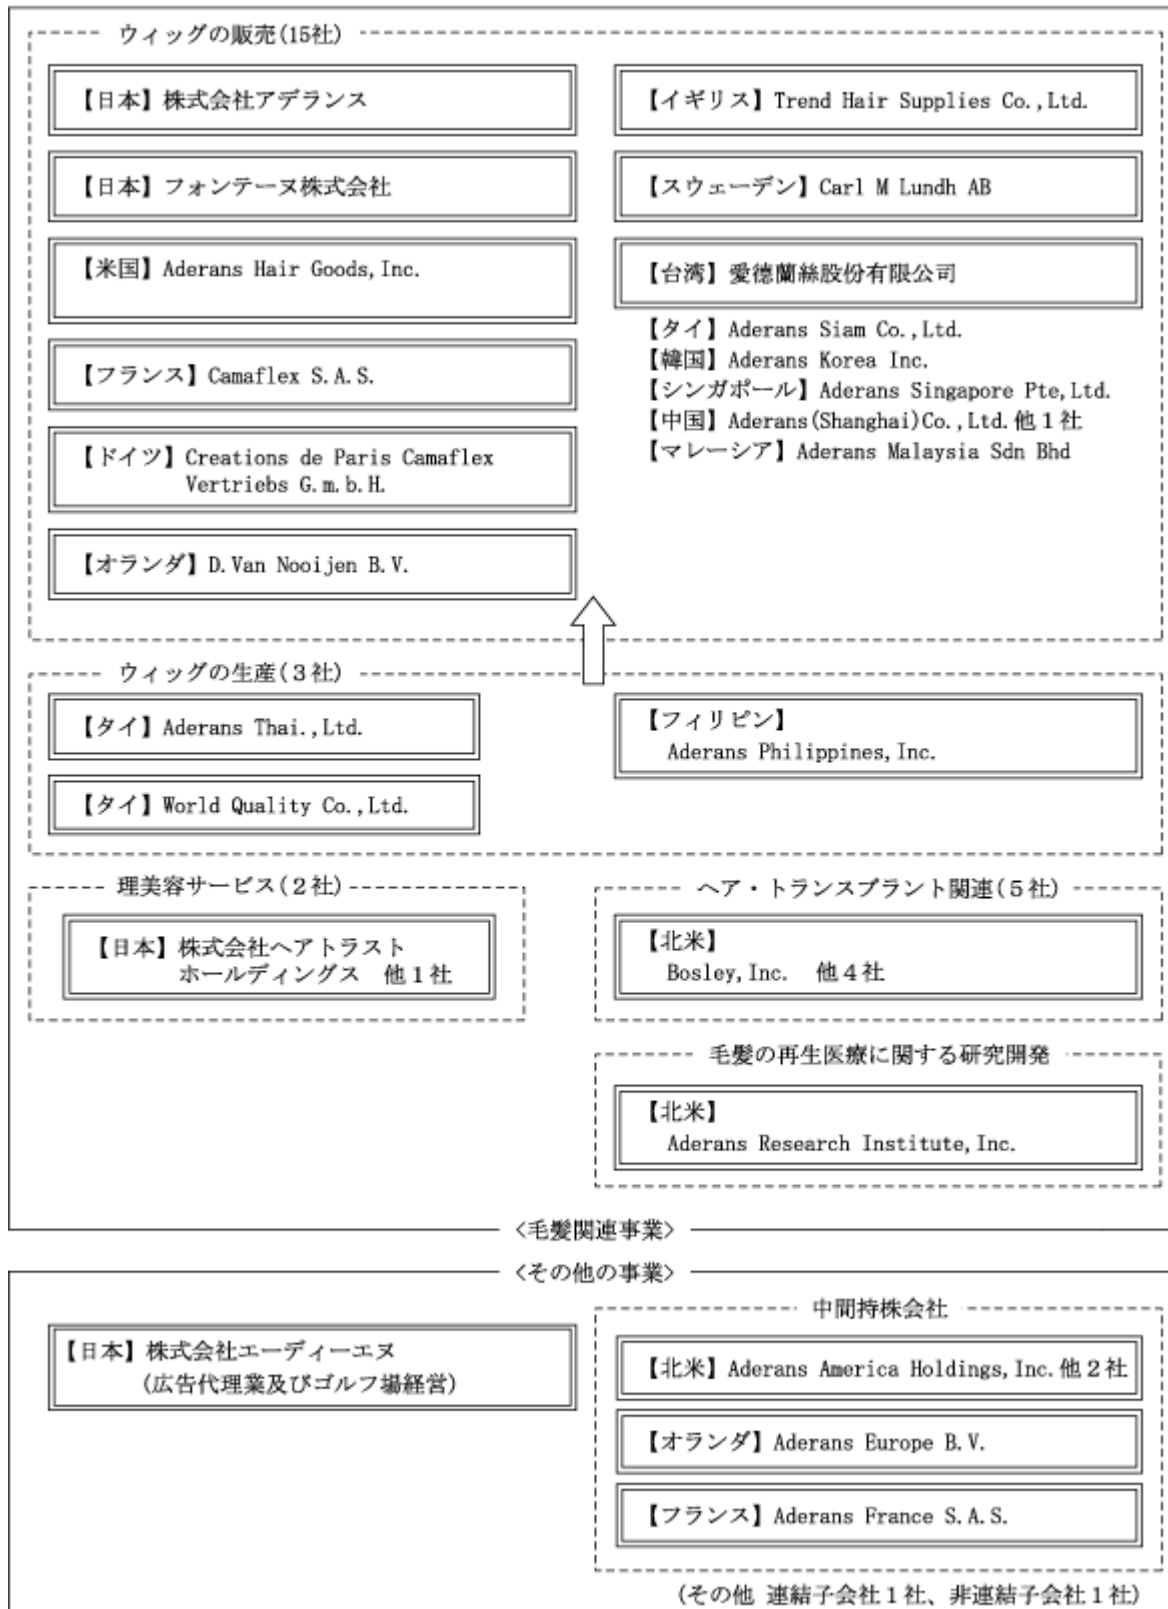 ウィッグの販売(15社)
【日本】株式会社アデランス
【日本】フォンテーヌ株式会社
【米国】Aderans Hair Goods,Inc.
【フランス】Camaflex S.A.S.
【ドイツ】Creations de Paris Camaflex
Vertriebs G.m.b.H.
【オランダ】D.Van Nooijen B.V.
【イギリス】Trend Hair Supplies Co.,Ltd.
【スウェーデン】Carl M Lundh AB
【台湾】愛德蘭絲股份有限公司
【タイ】Aderans Siam Co.,Ltd.
【韓国】Aderans Korea Inc.
【シンガポール】Aderans Singapore Pte,Ltd.
【中国】Aderans(Shanghai)Co.,Ltd.他1社
【マレーシア】Aderans Malaysia Sdn Bhd
ウィッグの生産(3社)
【タイ】Aderans Thai.,Ltd.
【タイ】World Quality Co.,Ltd.
【フィリピン】
Aderans Philippines,Inc.
理美容サービス(2社)
【日本】株式会社ヘアトラスト
ホールディングス 他1社
ヘア・トランスプラント関連(5社)
【北米】
Bosley,Inc. 他4社
毛髪の再生医療に関する研究開発
【北米】
Aderans Research Institute,Inc.
<毛髪関連事業>
<その他の事業>
【日本】株式会社エーディーエヌ
(広告代理業及びゴルフ場経営)
中間持株会社
【北米】Aderans America Holdings,Inc.他2社
【オランダ】Aderans Europe B.V.
【フランス】Aderans France S.A.S.
(その他 連結子会社1社、非連結子会社1社)